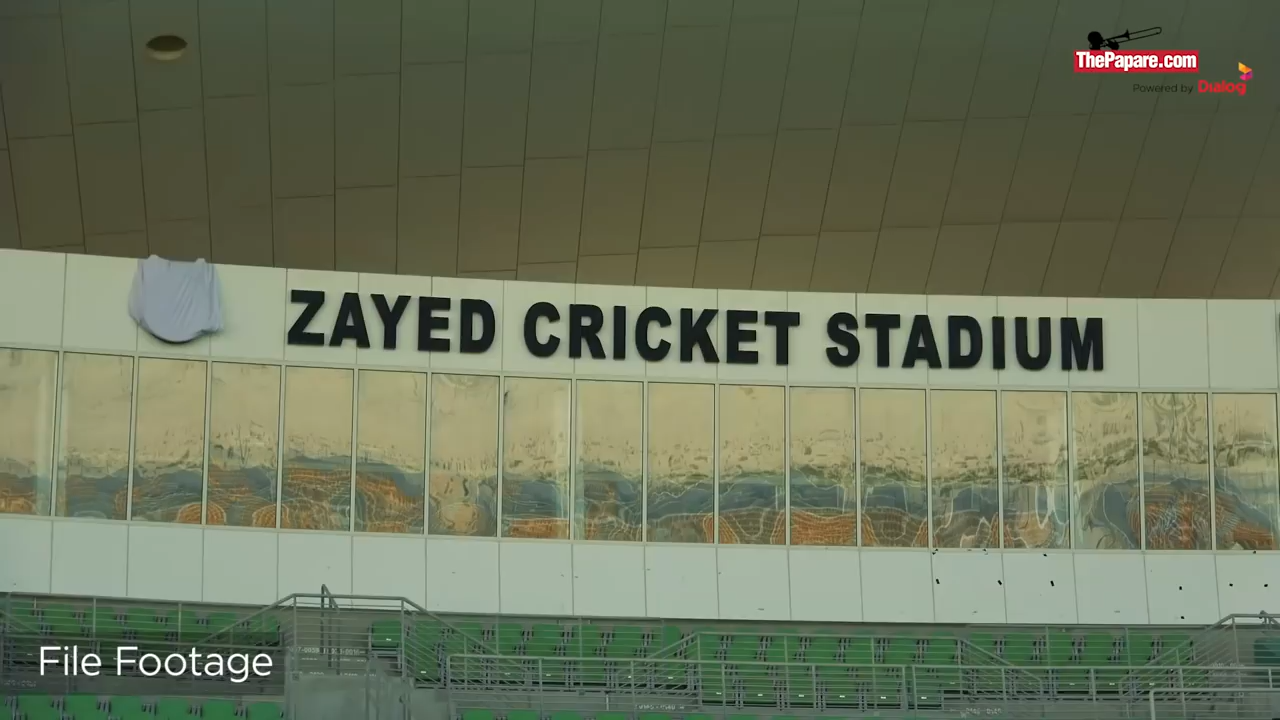 ThePapare.com
Powered by Dialog
ZAYED CRICKET STADIUM
File Footage